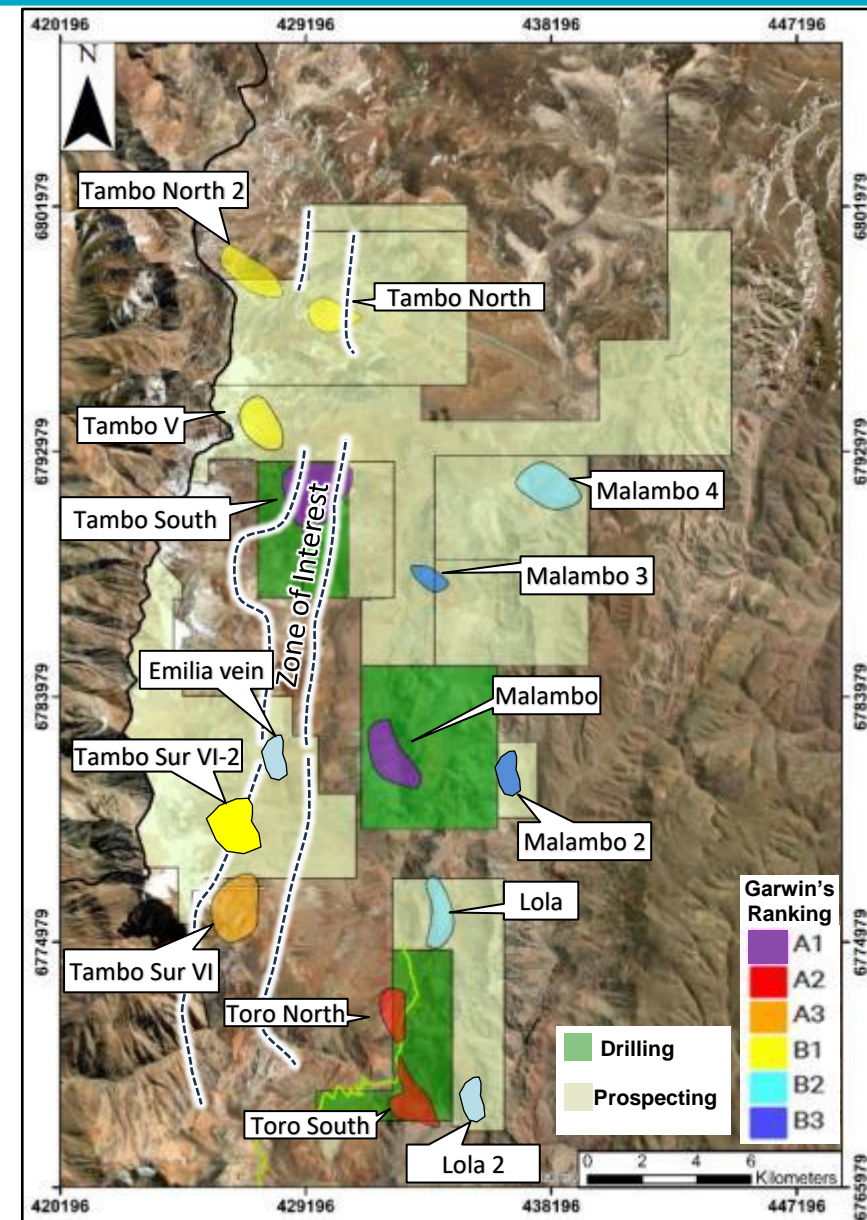 420196 429196 438196 447196
N
6801979
6801979
Tambo North 2
Tambo North
Tambo V
6792979
6792979
Tambo South
Malambo 4
Zone of Interest
Malambo 3
Emilia vein
6783979
6783979
Malambo
Tambo Sur VI-2
Malambo 2
Garwin's
Ranking
A1
A2
A3
B1
B2
B3
Lola
6774979
6774979
Tambo Sur VI
Toro North
Drilling
Prospecting
Toro South
Lola 2
0 2 4 6
Kilometers
6765979
420196 429196 438196 447196